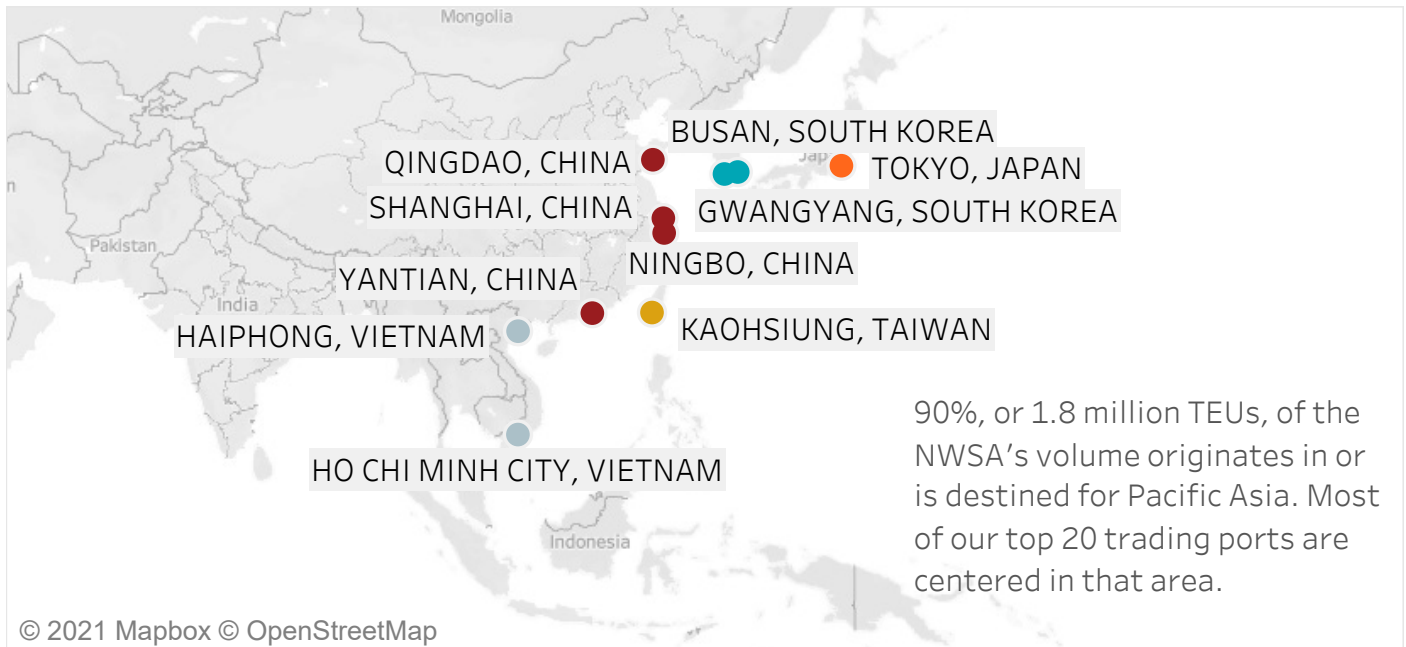 Mongolia
BUSAN, SOUTH KOREA
QINGDAO, CHINA
TOKYO, JAPAN
SHANGHAI, CHINA
GWANGYANG, SOUTH KOREA
Pakistan
NINGBO, CHINA
YANTIAN, CHINA
India
HAIPHONG, VIETNAM
KAOHSIUNG, TAIWAN
90%, or 1.8 million TEUs, of the
NWSA's volume originates in or
is destined for Pacific Asia. Most
of our top 20 trading ports are
centered in that area.
HO CHI MINH CITY, VIETNAM
Indonesia
© 2021 Mapbox © OpenStreetMap